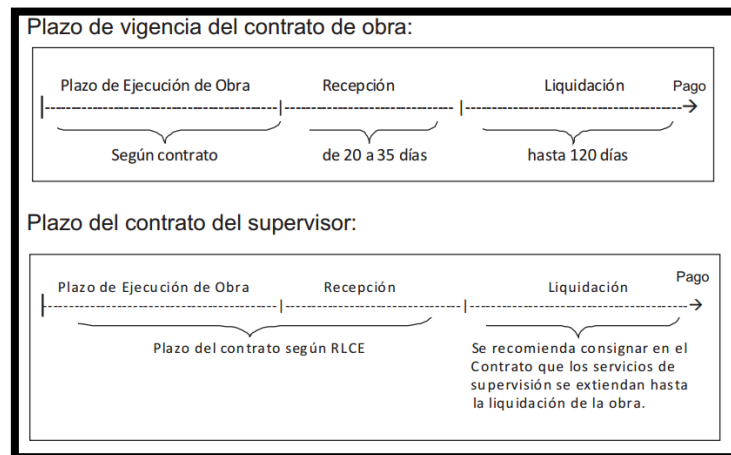 Plazo de vigencia del contrato de obra:
Plazo de Ejecución de Obra Recepción Liquidación Pago
Según contrato de 20 a 35 días hasta 120 días
Plazo del contrato del supervisor:
Pago
Plazo de Ejecución de Obra Recepción Liquidación
Plazo del contrato según RLCE
Se recomienda consignar en el
Contrato que los servicios de
supervisión se extiendan hasta
la liquidación de la obra.